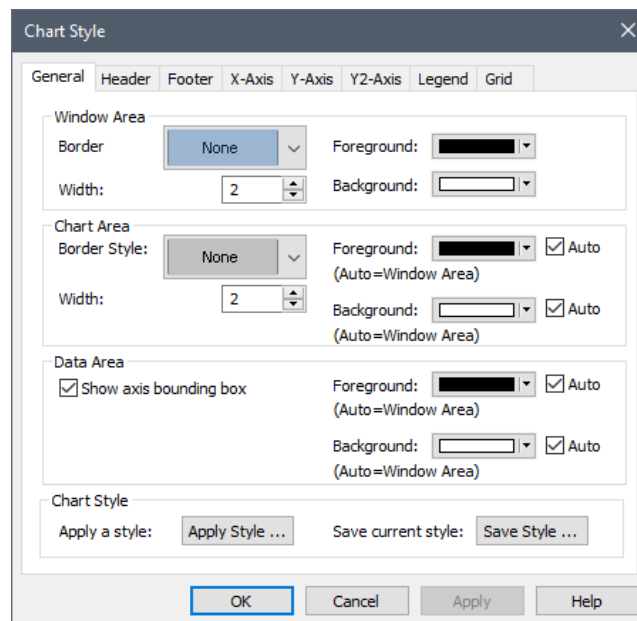 Chart Style
General Header Footer X-Axis Y-Axis Y2-Axis Legend Grid
Window Area
Border None Foreground:
Width: 2 Background:
Chart Area
Border Style: None Foreground: Auto
(Auto=Window Area)
Width: 2 Background: Auto
(Auto=Window Area)
Data Area
Show axis bounding box Foreground: Auto
(Auto=Window Area)
Background: Auto
(Auto=Window Area)
Chart Style
Apply a style: Apply Style ... Save current style: Save Style ...
OK Cancel Apply Help